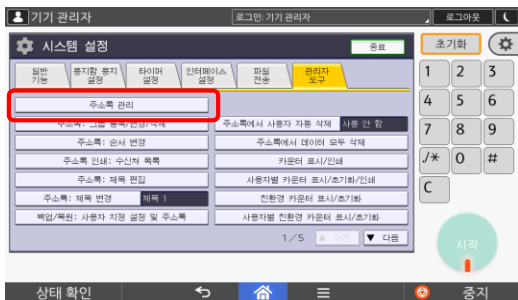 기기 관리자
로그인: 기기 관리자
로그아웃
시스템 설정
종료
초기화
일반 기능
용지함 용지 설정
타이머 설정
인터페이스 설정
파일 전송
관리자 도구
주소록 관리
주소록: 그룹 등록/변경/삭제
주소록에서 사용자 자동 삭제
사용 안 함
주소록: 순서 변경
주소록에서 데이터 모두 삭제
주소록 인쇄: 수신처 목록
카운터 표시/인쇄
주소록: 제목 편집
사용자별 카운터 표시/초기화/인쇄
주소록: 제목 변경
제목 1
친환경 카운터 표시/초기화
백업/복원: 사용자 지정 설정 및 주소록
사용자별 친환경 카운터 표시/초기화
1/5
▲ 이전
▼ 다음
1 2 3
4 5 6
7 8 9
./* 0 #
C
시작
상태 확인
중지